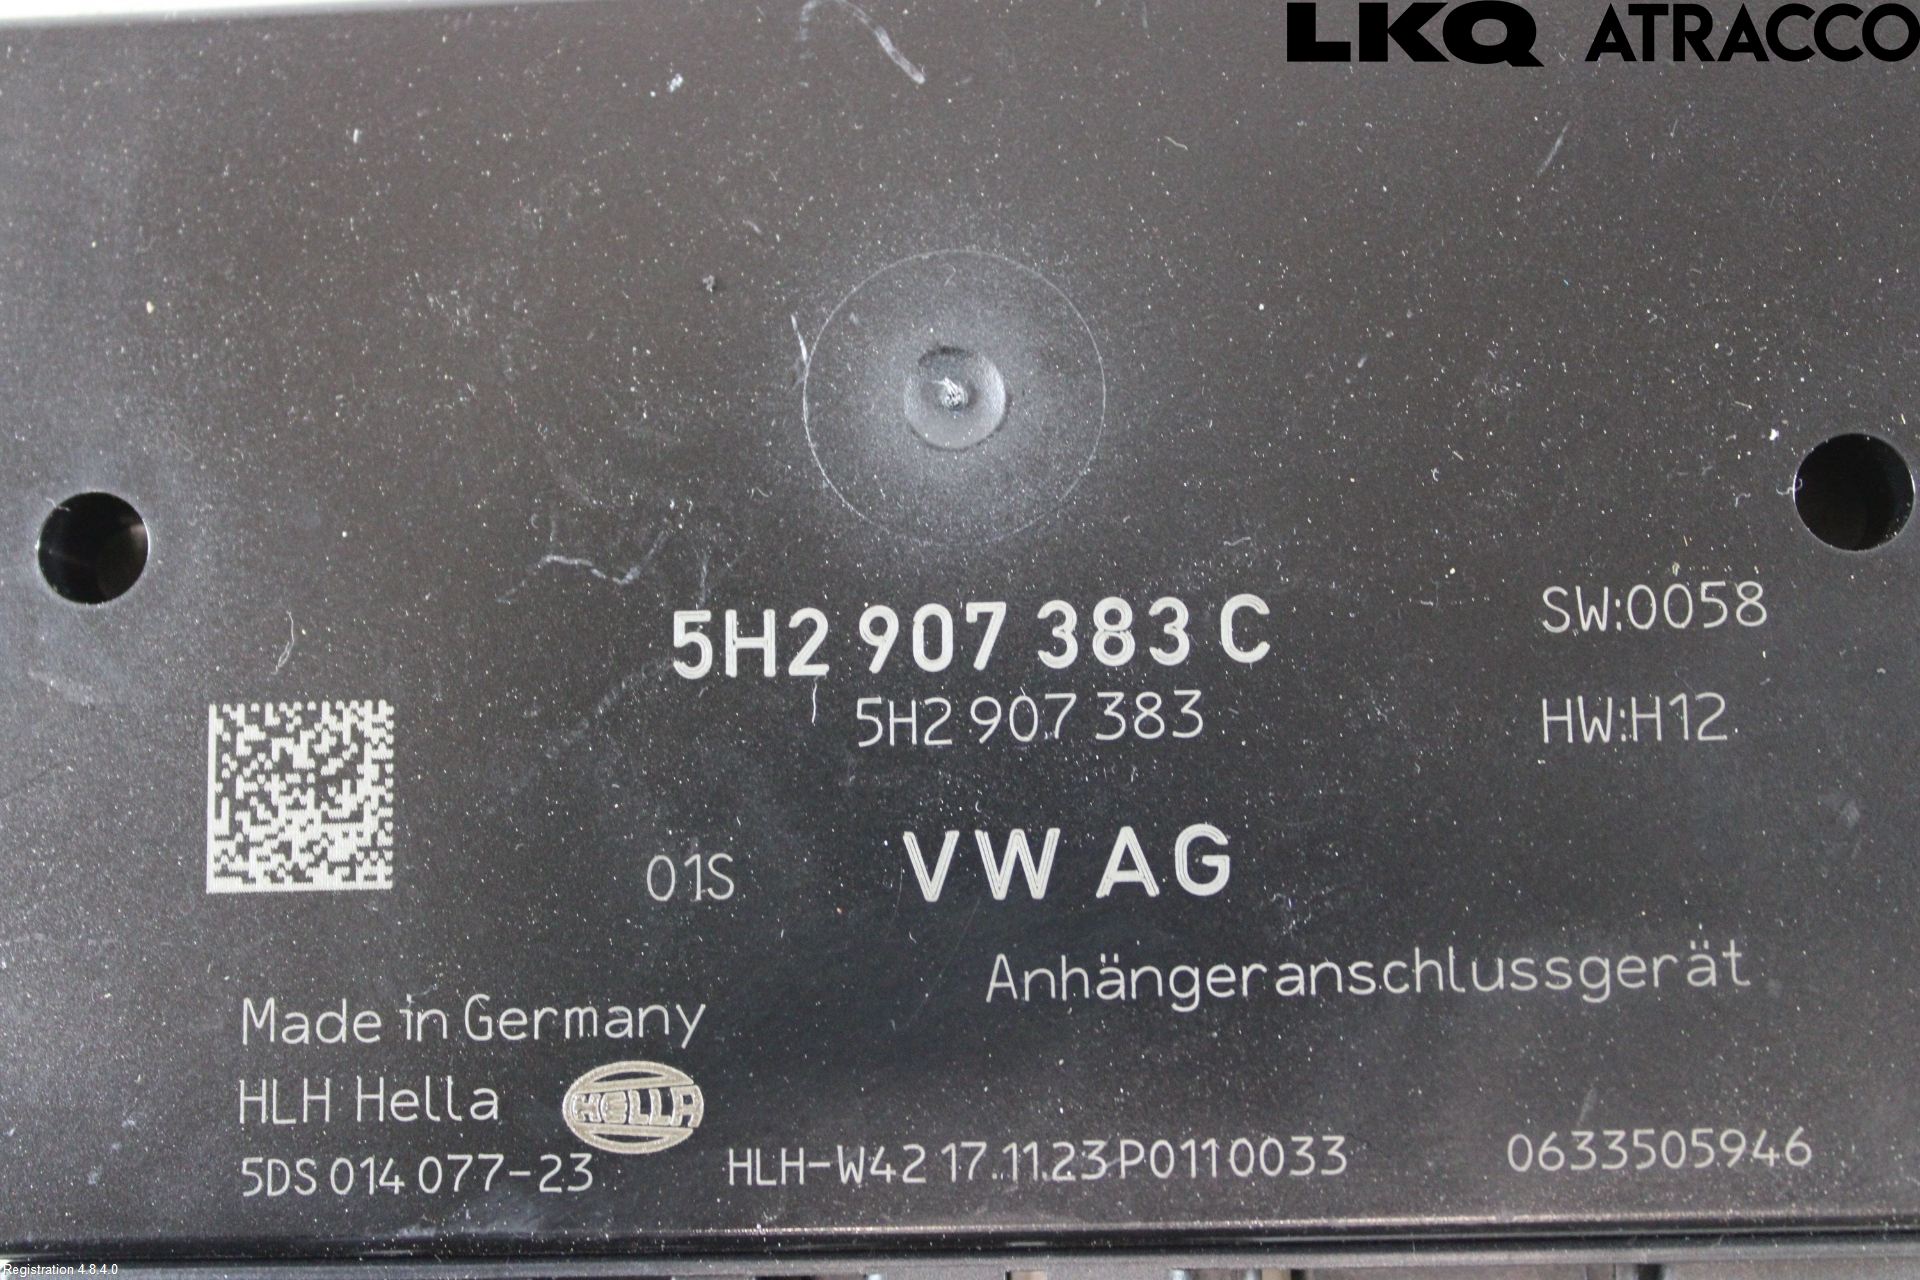 LKQ ATRACCO
5H2 907 383 C
5H2 907 383
SW:0058
HW:H12
01S
VW AG
Anhängeranschlussgerät
Made in Germany
HLH Hella
HELLA
5DS 014 077-23
HLH-W42 17.11.23 P0110033
0633505946
Registration 4.8.4.0